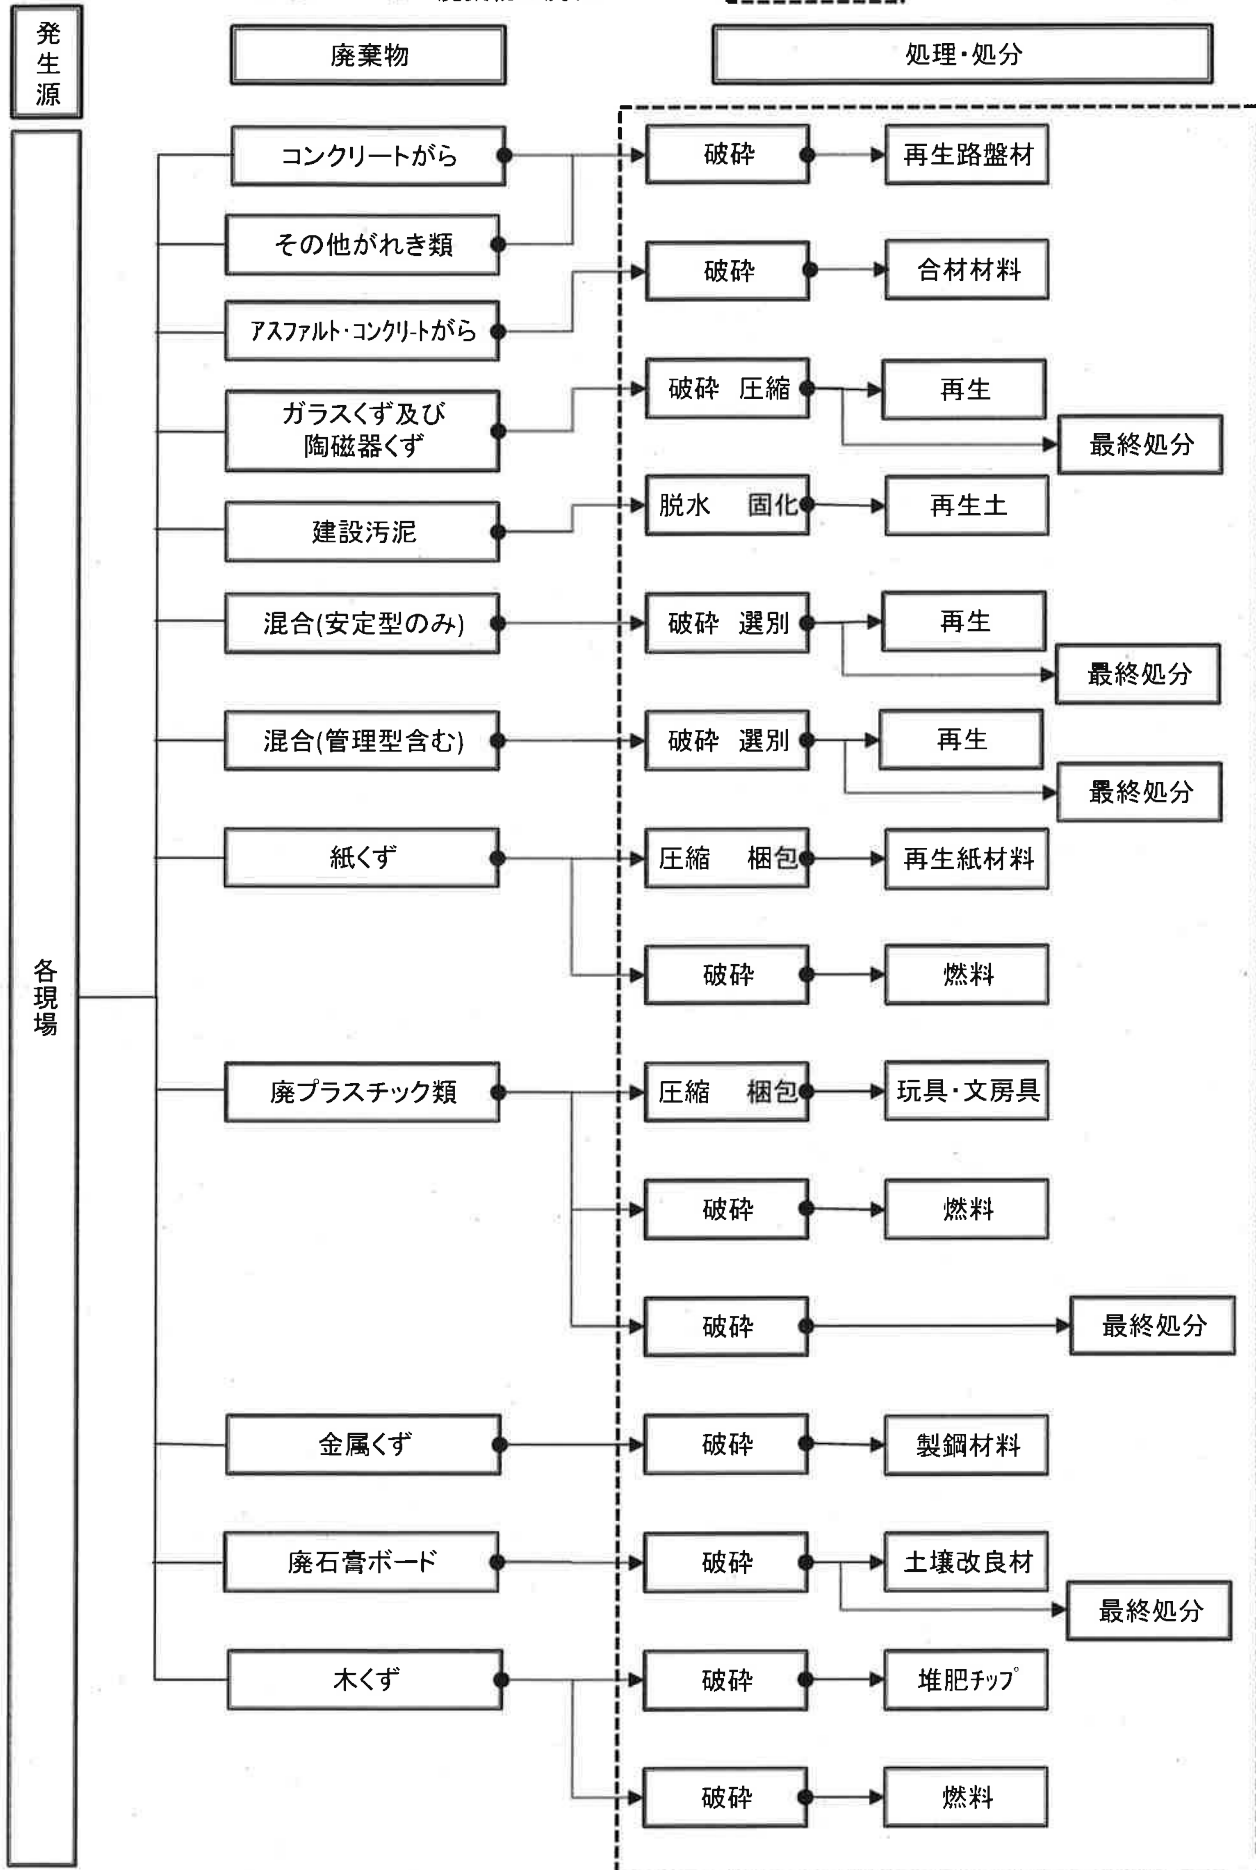 発生源
廃棄物
処理・処分
各現場
コンクリートがら
破砕
再生路盤材
その他がれき類
破砕
合材材料
アスファルト・コンクリートがら
ガラスくず及び
陶磁器くず
破砕 圧縮
再生
最終処分
建設汚泥
脱水 固化
再生土
混合(安定型のみ)
破砕 選別
再生
最終処分
混合(管理型含む)
破砕 選別
再生
最終処分
紙くず
圧縮 梱包
再生紙材料
破砕
燃料
廃プラスチック類
圧縮 梱包
玩具・文房具
破砕
燃料
破砕
最終処分
金属くず
破砕
製鋼材料
廃石膏ボード
破砕
土壌改良材
最終処分
木くず
破砕
堆肥チップ
破砕
燃料